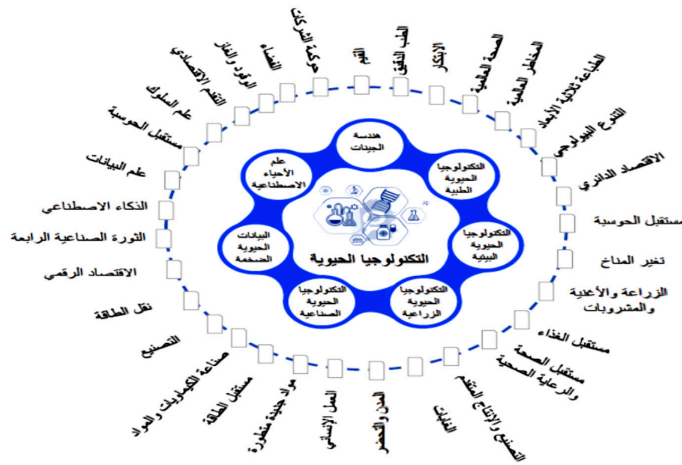 حوكمة الشركات
القيم
الطب الدقيق
الابتكار
الصحة العالمية
المخاطر العالمية
الطباعة ثلاثية الأبعاد
التنوع البيولوجي
الاقتصاد الدائري
مستقبل الحوسبة
تغير المناخ
الزراعة والأغذية
والمشروبات
مستقبل الغذاء
مستقبل الصحة
والرعاية الصحية
التصنيع والإنتاج المتقدم
الغابات
المدن والتحضر
العمل الإنساني
مواد جديدة متطورة
مستقبل الطاقة
صناعة الكيماويات والمواد
التصنيع
نقل الطاقة
الاقتصاد الرقمي
الثورة الصناعية الرابعة
الذكاء الاصطناعي
علم البيانات
مستقبل الحوسبة
علم السلوك
التقدم الاقتصادي
الوقود والغاز
الفضاء
هندسة
الجينات
التكنولوجيا
الحيوية
الطبية
التكنولوجيا
الحيوية
البيئية
التكنولوجيا
الحيوية
الزراعية
التكنولوجيا
الحيوية
الصناعية
البيانات
الحيوية
الضخمة
علم
الأحياء
الاصطناعية
التكنولوجيا الحيوية